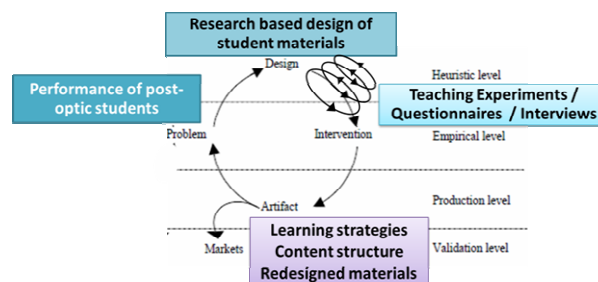 Research based design of
student materials
Design
Heuristic level
Performance of post-
optic students
Teaching Experiments /
Questionnaires / Interviews
Problem
Intervention
Empirical level
Artifact
Production level
Learning strategies
Content structure
Redesigned materials
Markets
Validation level